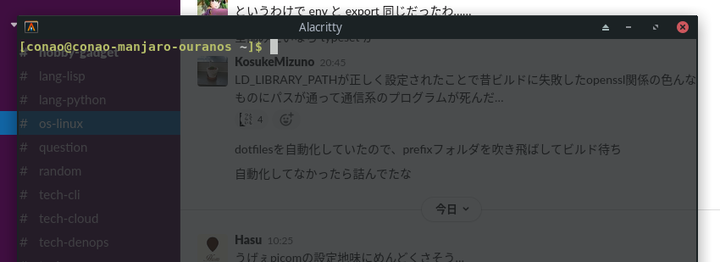 というわけで env と export 同じだったわ......
Alacritty
[conao@conao-manjaro-ouranos ~]$
# hobby-gadget
# lang-lisp
# lang-python
# os-linux
# question
# random
# tech-cli
# tech-cloud
# tech-denops
KosukeMizuno 20:45
LD_LIBRARY_PATHが正しく設定されたことで昔ビルドに失敗したopenssl関係の色んな
ものにパスが通って通信系のプログラムが死んだ...
4
dotfilesを自動化していたので、prefixフォルダを吹き飛ばしてビルド待ち
自動化してなかったら詰んでたな
今日
Hasu 10:25
うげぇpicomの設定地味にめんどくさそう...